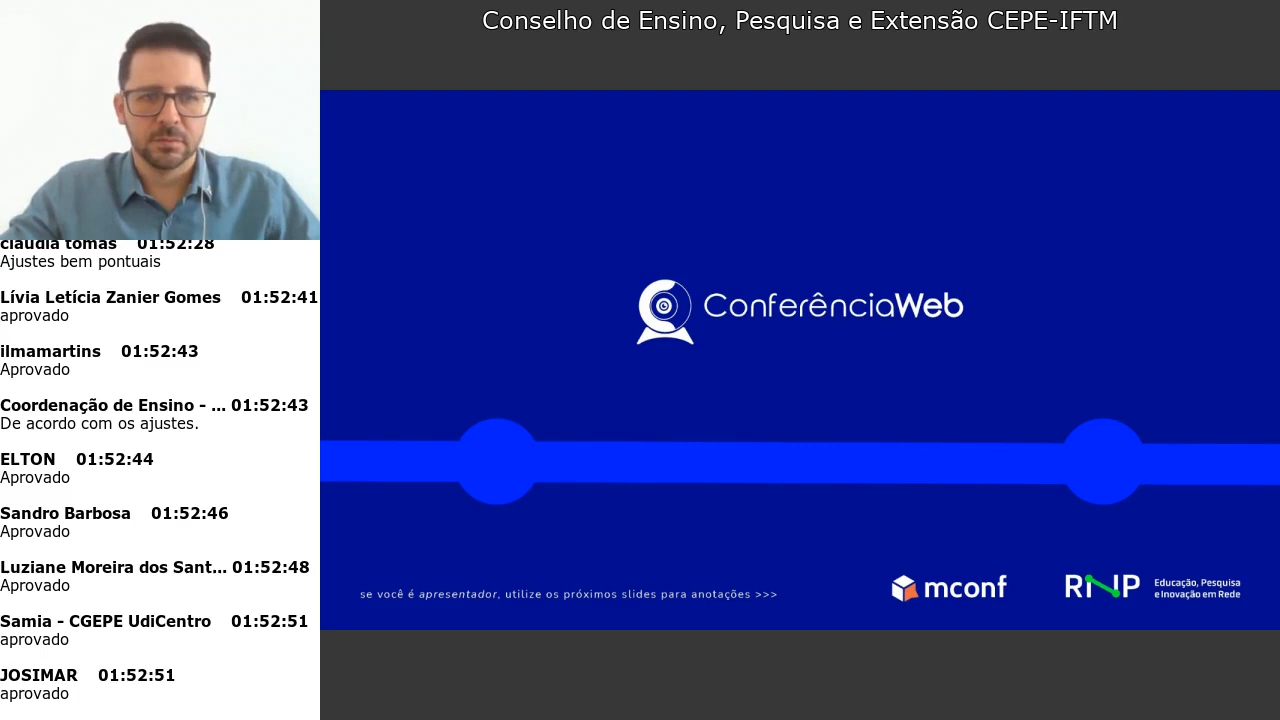 Conselho de Ensino, Pesquisa e Extensão CEPE-IFTM
claudia tomas 01:52:28
Ajustes bem pontuais
Lívia Letícia Zanier Gomes 01:52:41
aprovado
ilmamartins 01:52:43
Aprovado
Coordenação de Ensino - ... 01:52:43
De acordo com os ajustes.
ELTON 01:52:44
Aprovado
Sandro Barbosa 01:52:46
Aprovado
Luziane Moreira dos Sant... 01:52:48
Aprovado
Samia - CGEPE UdiCentro 01:52:51
aprovado
JOSIMAR 01:52:51
aprovado
ConferênciaWeb
se você é apresentador, utilize os próximos slides para anotações >>>
mconf
RNP
Educação, Pesquisa
e Inovação em Rede